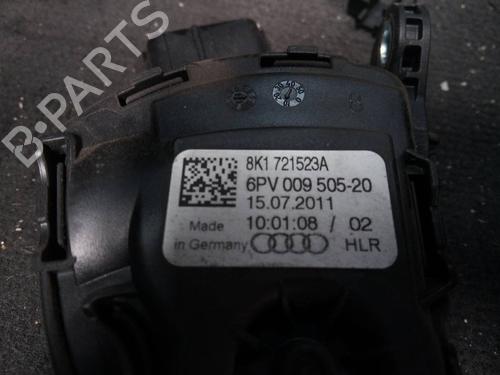 B-PARTS
8K1 721523A
6PV 009 505-20
15.07.2011
Made 10:01:08 / 02
in Germany HLR